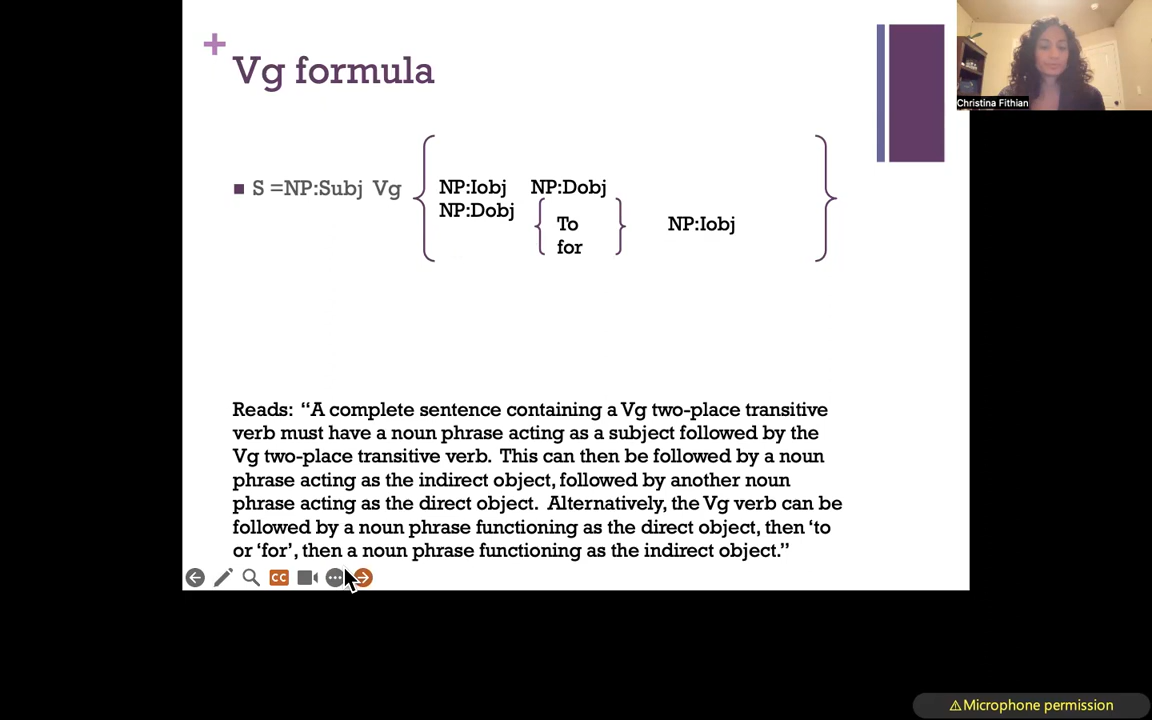 +
Vg formula
Christina Fithian
■ S =NP:Subj Vg { NP:Iobj NP:Dobj }
NP:Dobj { To } NP:Iobj
for
Reads: “A complete sentence containing a Vg two-place transitive
verb must have a noun phrase acting as a subject followed by the
Vg two-place transitive verb. This can then be followed by a noun
phrase acting as the indirect object, followed by another noun
phrase acting as the direct object. Alternatively, the Vg verb can be
followed by a noun phrase functioning as the direct object, then ‘to
or ‘for’, then a noun phrase functioning as the indirect object.”
CC
⚠Microphone permission